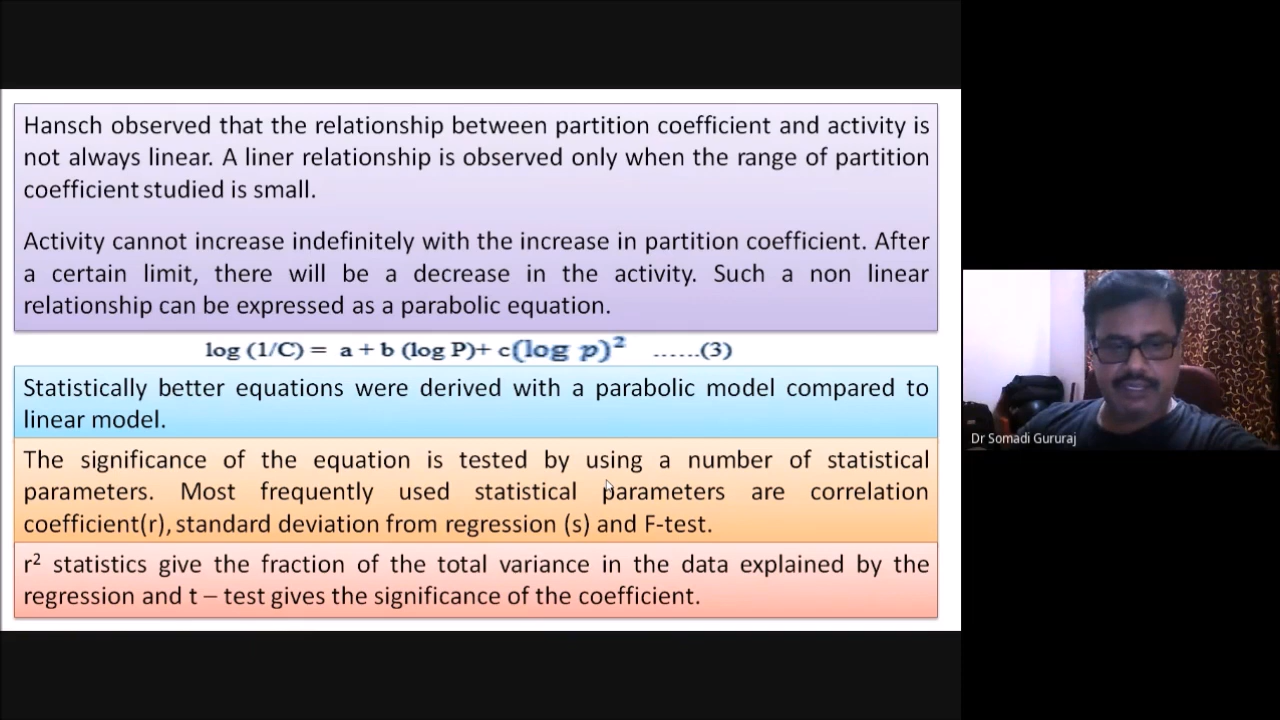 Hansch observed that the relationship between partition coefficient and activity is
not always linear. A liner relationship is observed only when the range of partition
coefficient studied is small.
Activity cannot increase indefinitely with the increase in partition coefficient. After
a certain limit, there will be a decrease in the activity. Such a non linear
relationship can be expressed as a parabolic equation.
log (1/C) = a + b (log P)+ c(log p)² ......(3)
Statistically better equations were derived with a parabolic model compared to
linear model.
The significance of the equation is tested by using a number of statistical
parameters. Most frequently used statistical parameters are correlation
coefficient(r), standard deviation from regression (s) and F-test.
r² statistics give the fraction of the total variance in the data explained by the
regression and t – test gives the significance of the coefficient.
Dr Somadi Gururaj